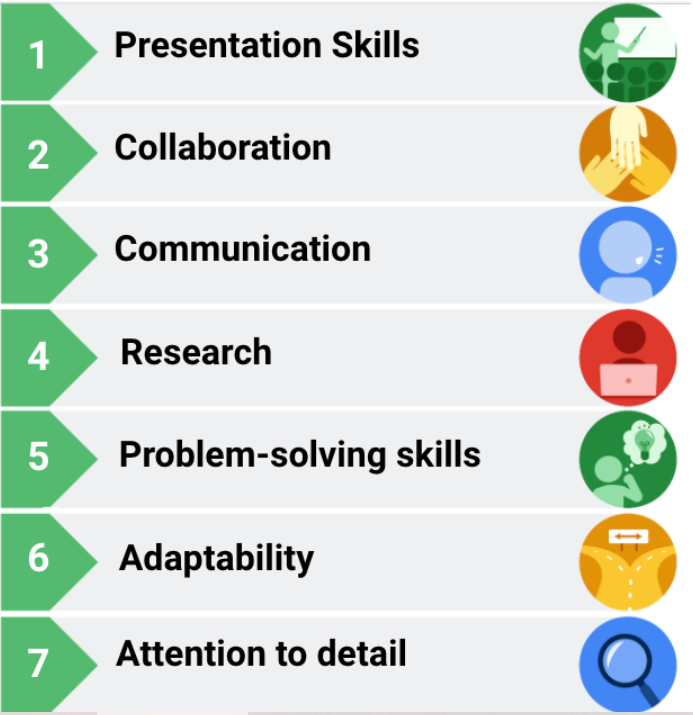 1 Presentation Skills
2 Collaboration
3 Communication
4 Research
5 Problem-solving skills
6 Adaptability
7 Attention to detail